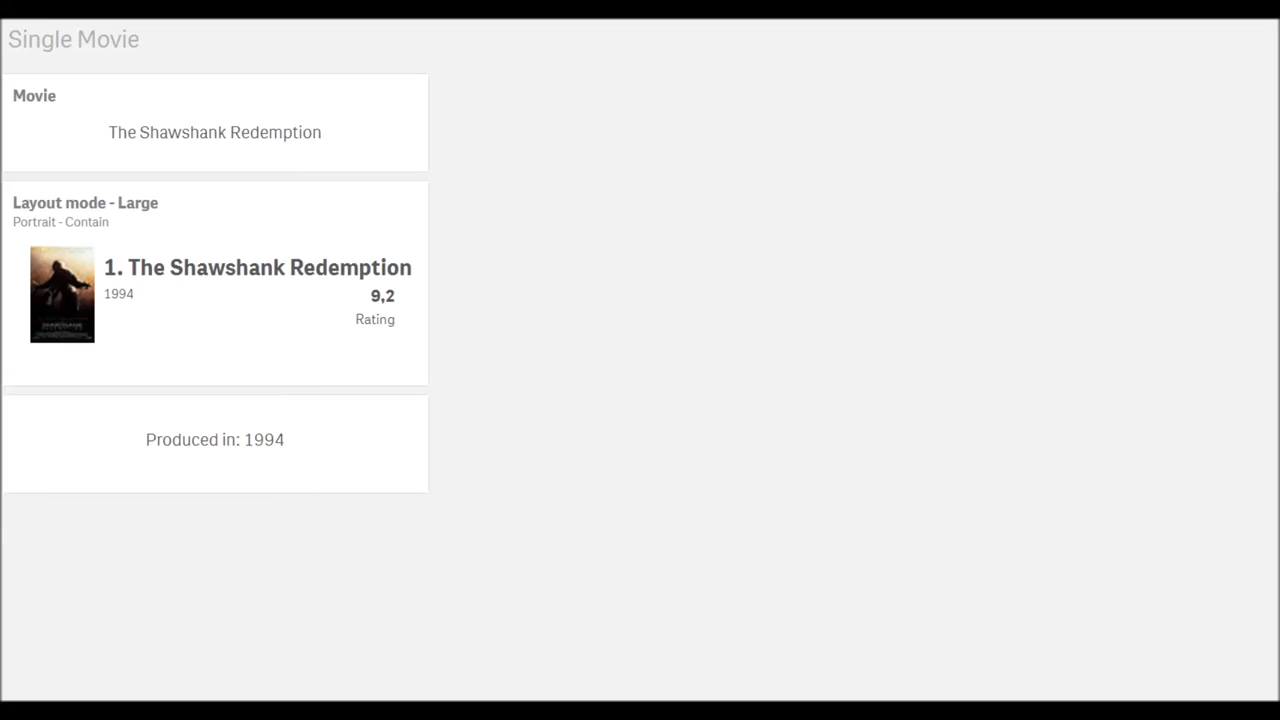 Single Movie
Movie
The Shawshank Redemption
Layout mode - Large
Portrait - Contain
1. The Shawshank Redemption
1994
9,2
Rating
Produced in: 1994